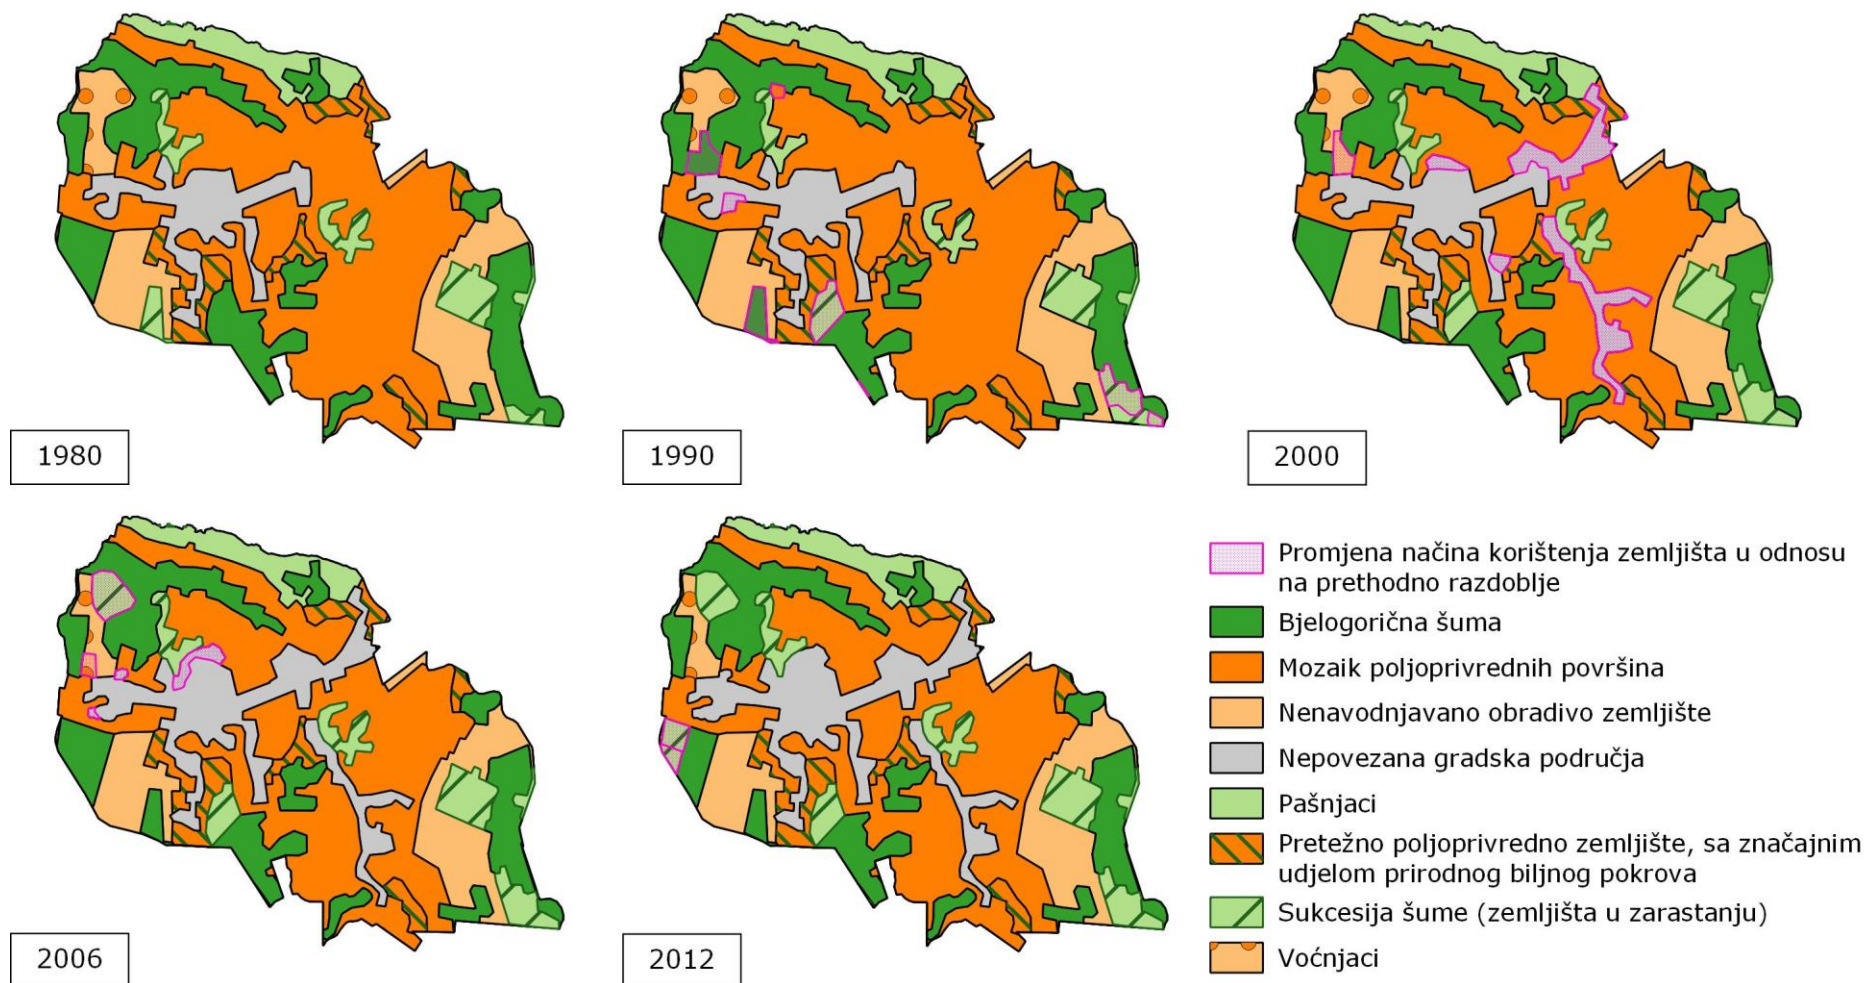 1980
1990
2000
2006
2012
Promjena načina korištenja zemljišta u odnosu
na prethodno razdoblje
Bjelogorična šuma
Mozaik poljoprivrednih površina
Nenavodnjavano obradivo zemljište
Nepovezana gradska područja
Pašnjaci
Pretežno poljoprivredno zemljište, sa značajnim
udjelom prirodnog biljnog pokrova
Sukcesija šume (zemljišta u zarastanju)
Voćnjaci